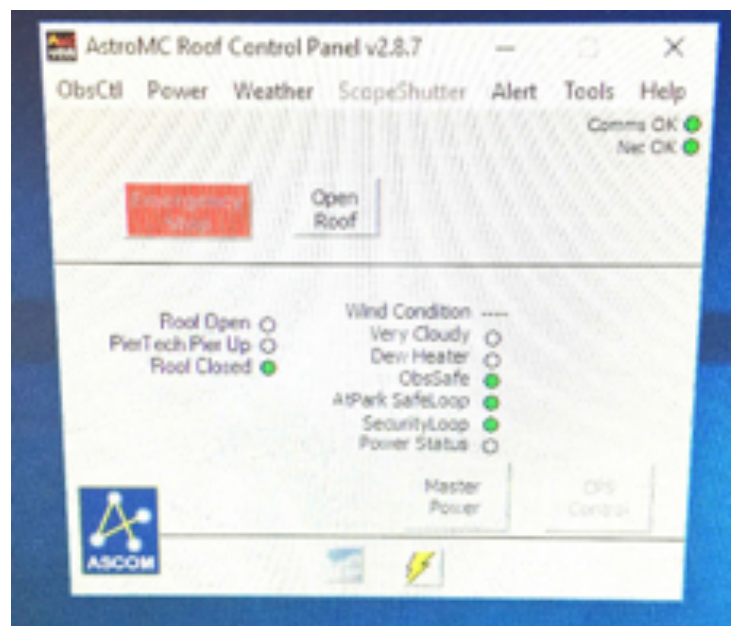 AstroMC Roof Control Panel v2.8.7
ObsCtl Power Weather ScopeShutter Alert Tools Help
Comms OK
Net OK
Emergency
Stop
Open
Roof
Roof Open
PierTech Pier Up
Roof Closed
Wind Condition ----
Very Cloudy
Dew Heater
ObsSafe
AtPark SafeLoop
SecurityLoop
Power Status
Master
Power
Control
ASCOM